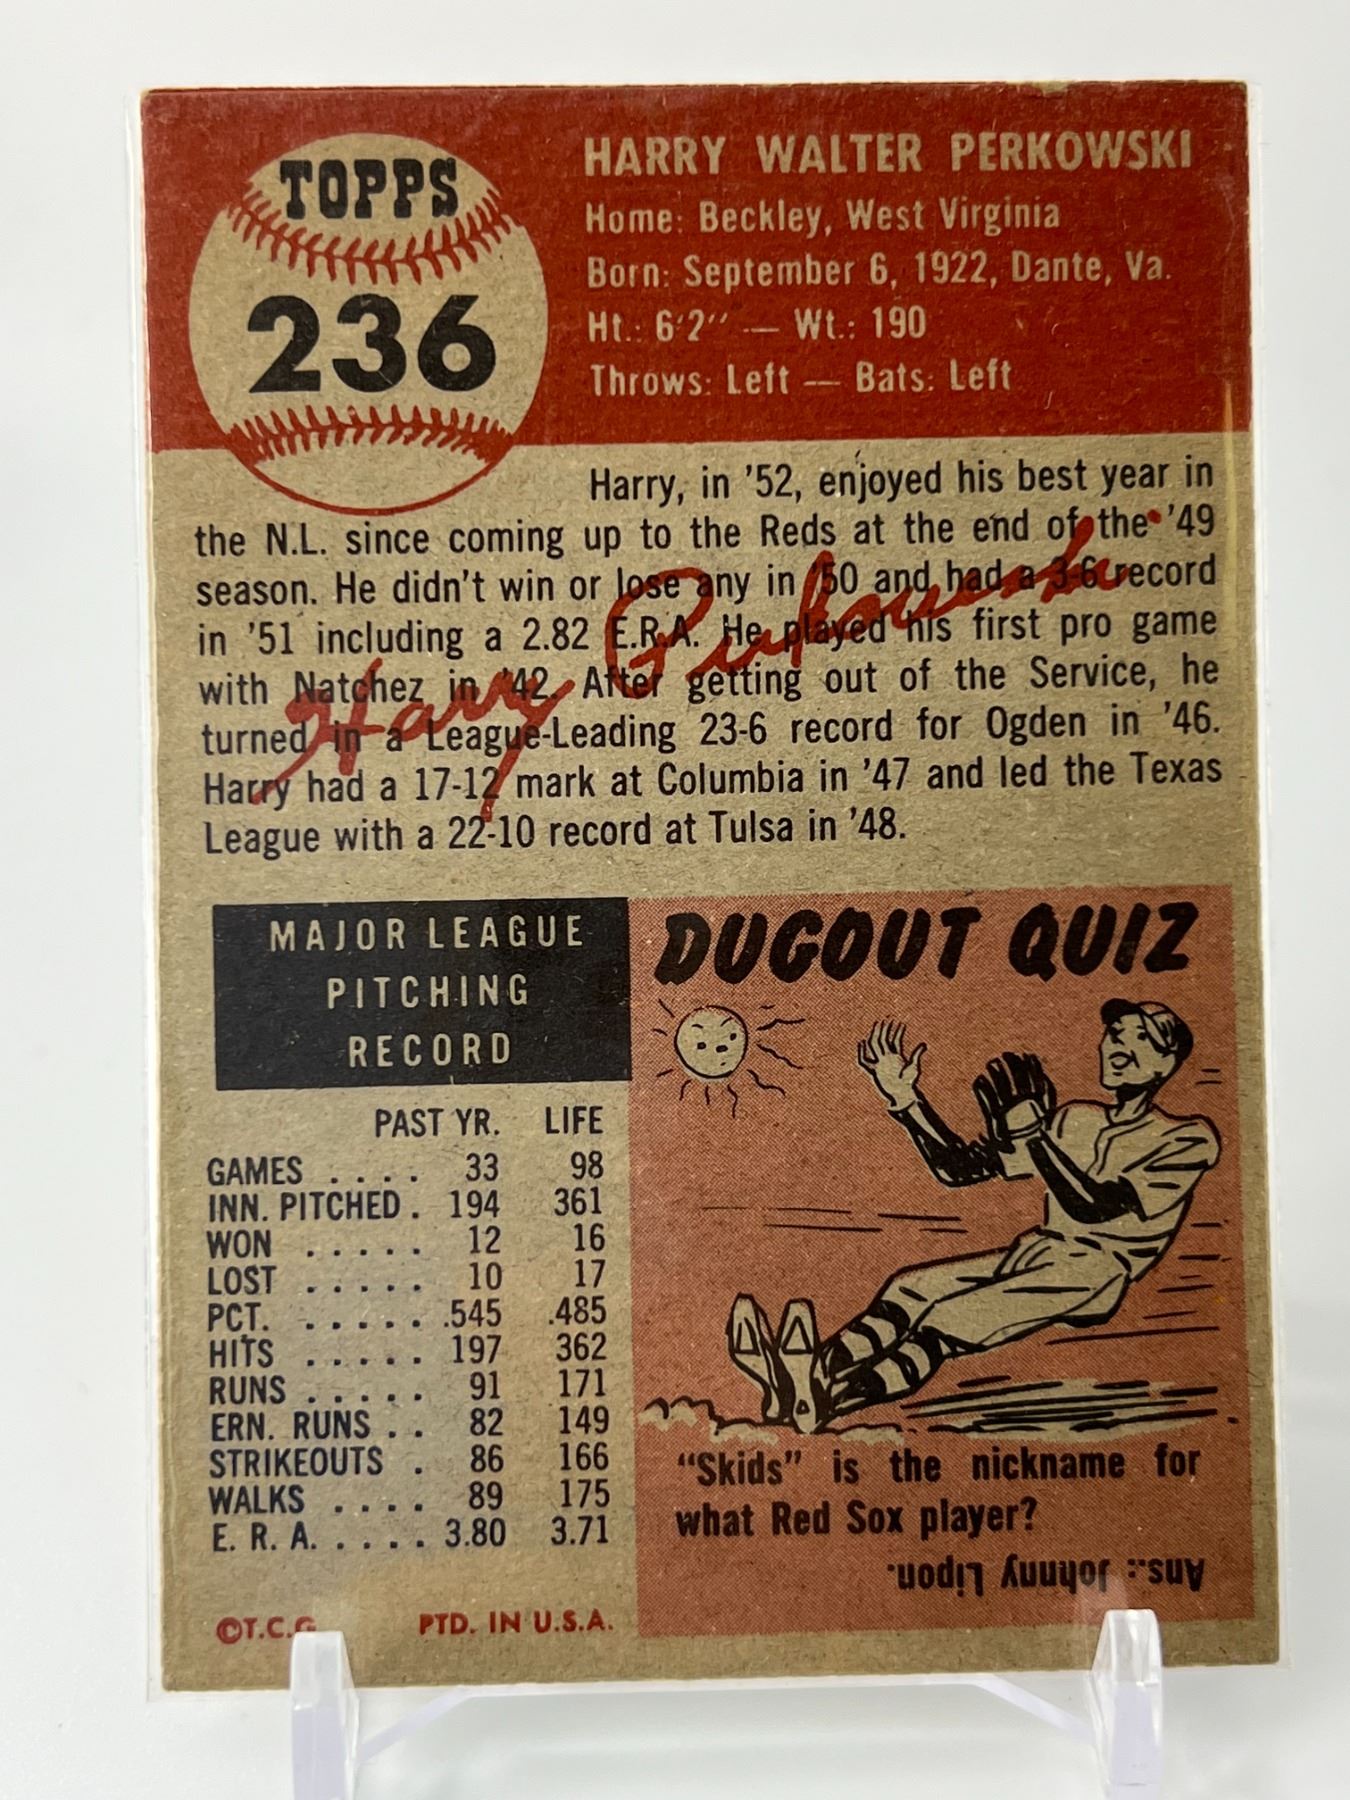 TOPPS
236
HARRY WALTER PERKOWSKI
Home: Beckley, West Virginia
Born: September 6, 1922, Dante, Va.
Ht.: 6'2'' — Wt.: 190
Throws: Left — Bats: Left
Harry, in '52, enjoyed his best year in
the N.L. since coming up to the Reds at the end of the '49
season. He didn't win or lose any in '50 and had a 3-6 record
in '51 including a 2.82 E.R.A. He played his first pro game
with Natchez in '42. After getting out of the Service, he
turned in a League-Leading 23-6 record for Ogden in '46.
Harry had a 17-12 mark at Columbia in '47 and led the Texas
League with a 22-10 record at Tulsa in '48.
Harry Perkowski
MAJOR LEAGUE
PITCHING
RECORD
PAST YR. LIFE
GAMES . . . . 33 98
INN. PITCHED . 194 361
WON . . . . . 12 16
LOST . . . . . 10 17
PCT. . . . . . .545 .485
HITS . . . . . 197 362
RUNS . . . . . 91 171
ERN. RUNS . . 82 149
STRIKEOUTS . 86 166
WALKS . . . . 89 175
E. R. A. . . . . . 3.80 3.71
©T.C.G. PTD. IN U.S.A.
DUGOUT QUIZ
"Skids" is the nickname for
what Red Sox player?
Ans.: Johnny Lipon.